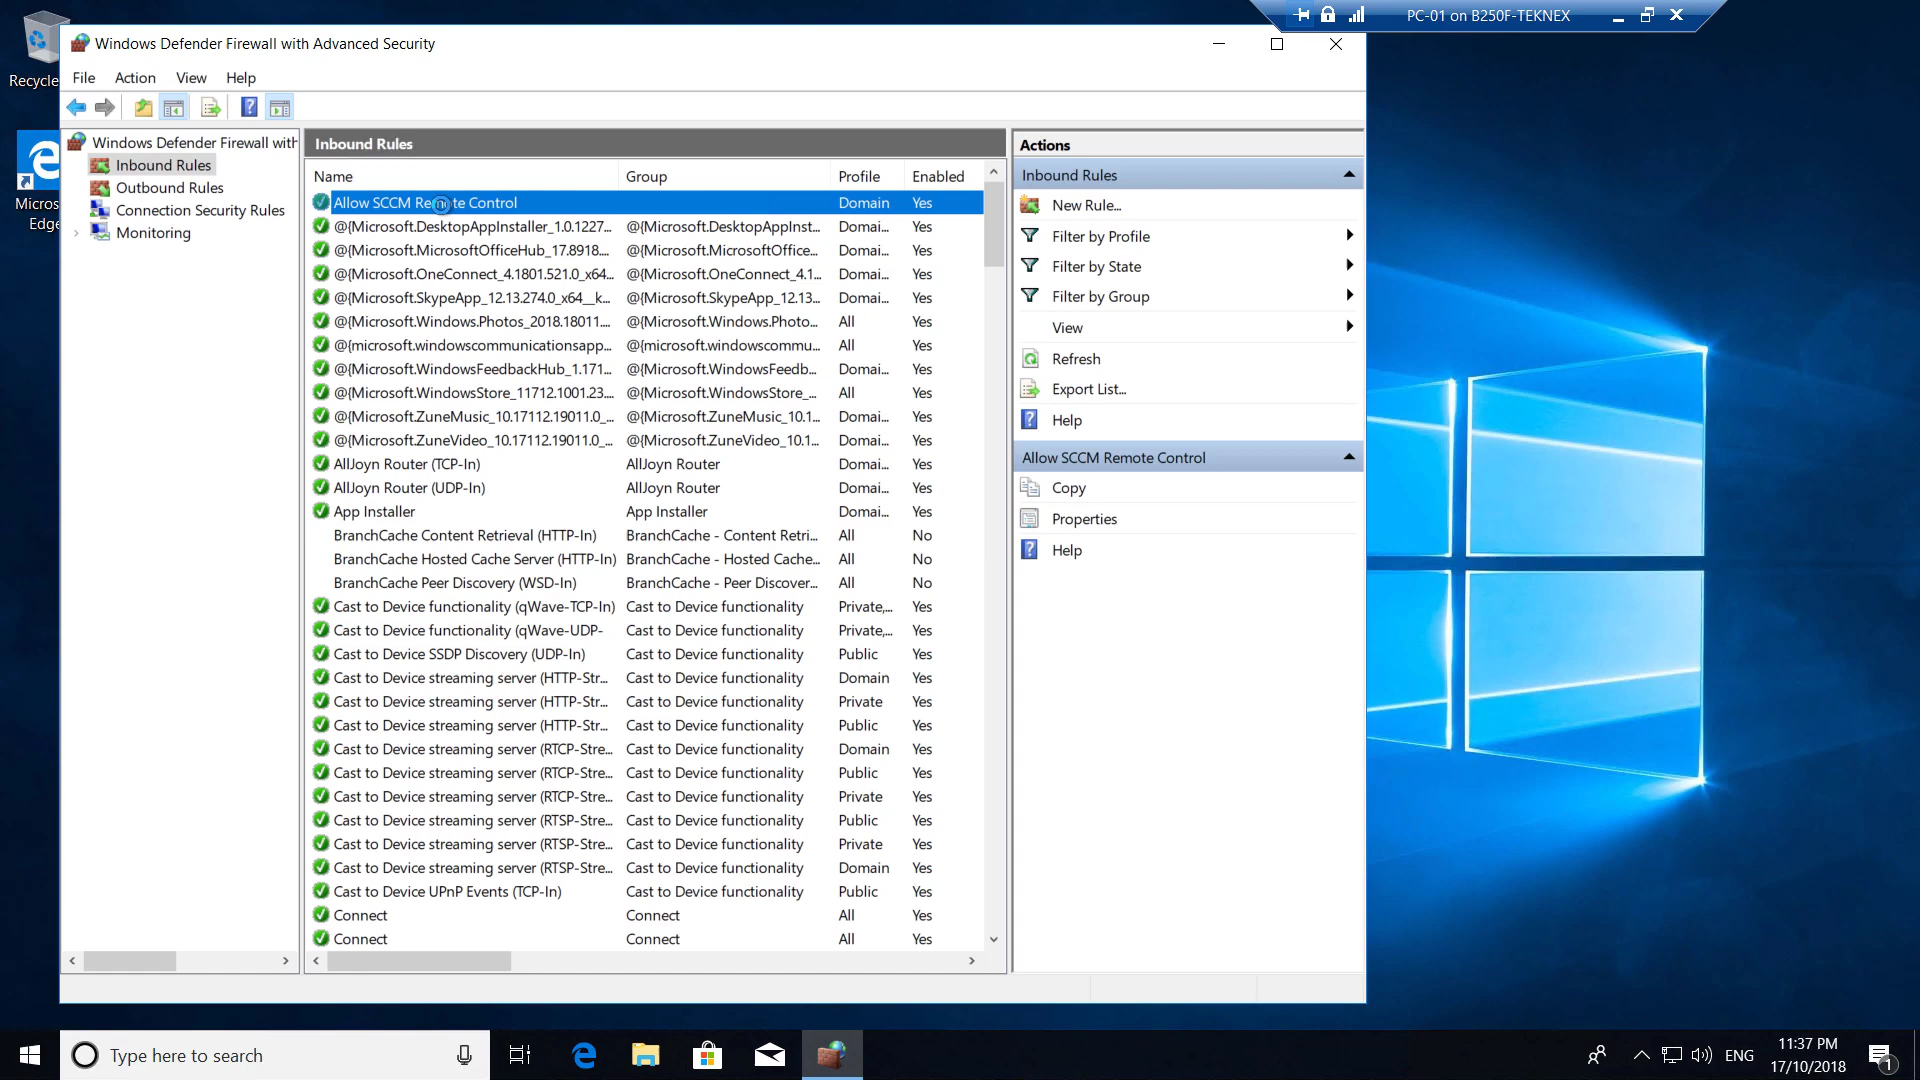 PC-01 on B250F-TEKNEX
Recycle
Micros
Edge
Windows Defender Firewall with Advanced Security
File Action View Help
Windows Defender Firewall with
Inbound Rules
Outbound Rules
Connection Security Rules
Monitoring
Inbound Rules
Name Group Profile Enabled
Allow SCCM Remote Control Domain Yes
@{Microsoft.DesktopAppInstaller_1.0.1227... @{Microsoft.DesktopAppInst... Domai... Yes
@{Microsoft.MicrosoftOfficeHub_17.8918.... @{Microsoft.MicrosoftOffice... Domai... Yes
@{Microsoft.OneConnect_4.1801.521.0_x64... @{Microsoft.OneConnect_4.1... Domai... Yes
@{Microsoft.SkypeApp_12.13.274.0_x64__k... @{Microsoft.SkypeApp_12.13... Domai... Yes
@{Microsoft.Windows.Photos_2018.18011.... @{Microsoft.Windows.Photo... All Yes
@{microsoft.windowscommunicationsapp... @{microsoft.windowscommu... All Yes
@{Microsoft.WindowsFeedbackHub_1.171... @{Microsoft.WindowsFeedb... Domai... Yes
@{Microsoft.WindowsStore_11712.1001.23.... @{Microsoft.WindowsStore_... All Yes
@{Microsoft.ZuneMusic_10.17112.19011.0_... @{Microsoft.ZuneMusic_10.1... Domai... Yes
@{Microsoft.ZuneVideo_10.17112.19011.0_... @{Microsoft.ZuneVideo_10.1... Domai... Yes
AllJoyn Router (TCP-In) AllJoyn Router Domai... Yes
AllJoyn Router (UDP-In) AllJoyn Router Domai... Yes
App Installer App Installer Domai... Yes
BranchCache Content Retrieval (HTTP-In) BranchCache - Content Retri... All No
BranchCache Hosted Cache Server (HTTP-In) BranchCache - Hosted Cache... All No
BranchCache Peer Discovery (WSD-In) BranchCache - Peer Discover... All No
Cast to Device functionality (qWave-TCP-In) Cast to Device functionality Private,... Yes
Cast to Device functionality (qWave-UDP- Cast to Device functionality Private,... Yes
Cast to Device SSDP Discovery (UDP-In) Cast to Device functionality Public Yes
Cast to Device streaming server (HTTP-Str... Cast to Device functionality Domain Yes
Cast to Device streaming server (HTTP-Str... Cast to Device functionality Private Yes
Cast to Device streaming server (HTTP-Str... Cast to Device functionality Public Yes
Cast to Device streaming server (RTCP-Stre... Cast to Device functionality Domain Yes
Cast to Device streaming server (RTCP-Stre... Cast to Device functionality Public Yes
Cast to Device streaming server (RTCP-Stre... Cast to Device functionality Private Yes
Cast to Device streaming server (RTSP-Stre... Cast to Device functionality Public Yes
Cast to Device streaming server (RTSP-Stre... Cast to Device functionality Private Yes
Cast to Device streaming server (RTSP-Stre... Cast to Device functionality Domain Yes
Cast to Device UPnP Events (TCP-In) Cast to Device functionality Public Yes
Connect Connect All Yes
Connect Connect All Yes
Actions
Inbound Rules
New Rule...
Filter by Profile
Filter by State
Filter by Group
View
Refresh
Export List...
Help
Allow SCCM Remote Control
Copy
Properties
Help
Type here to search
ENG
11:37 PM
17/10/2018
1